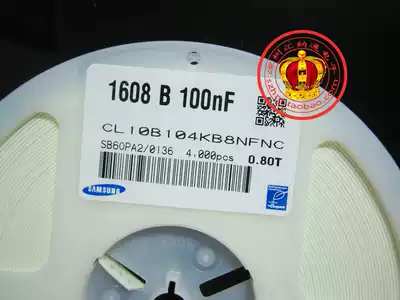 1608 B 100nF
CL10B104KB8NFNC
SB60PA2/0136 4,000pcs 0.80T
SAMSUNG